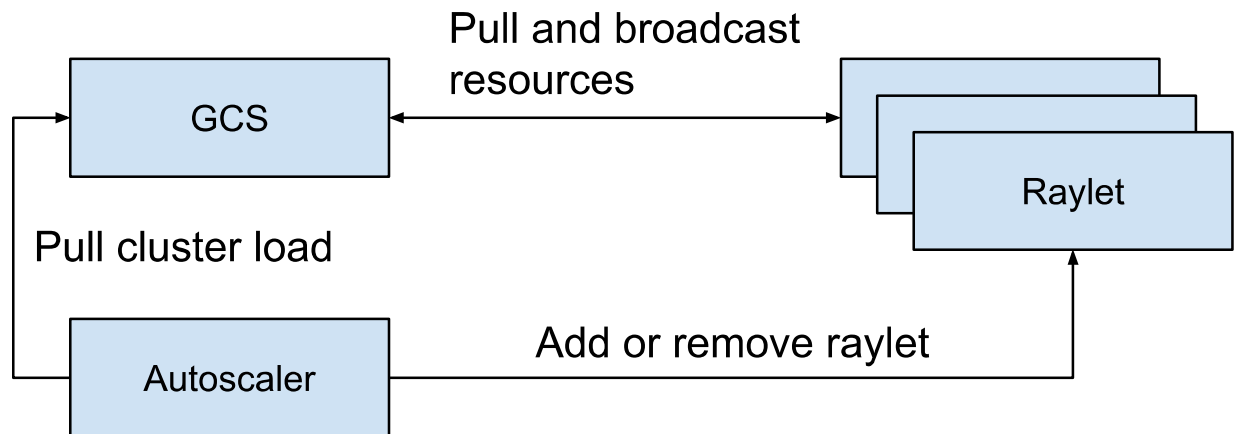 Pull and broadcast
resources
GCS
Raylet
Pull cluster load
Add or remove raylet
Autoscaler